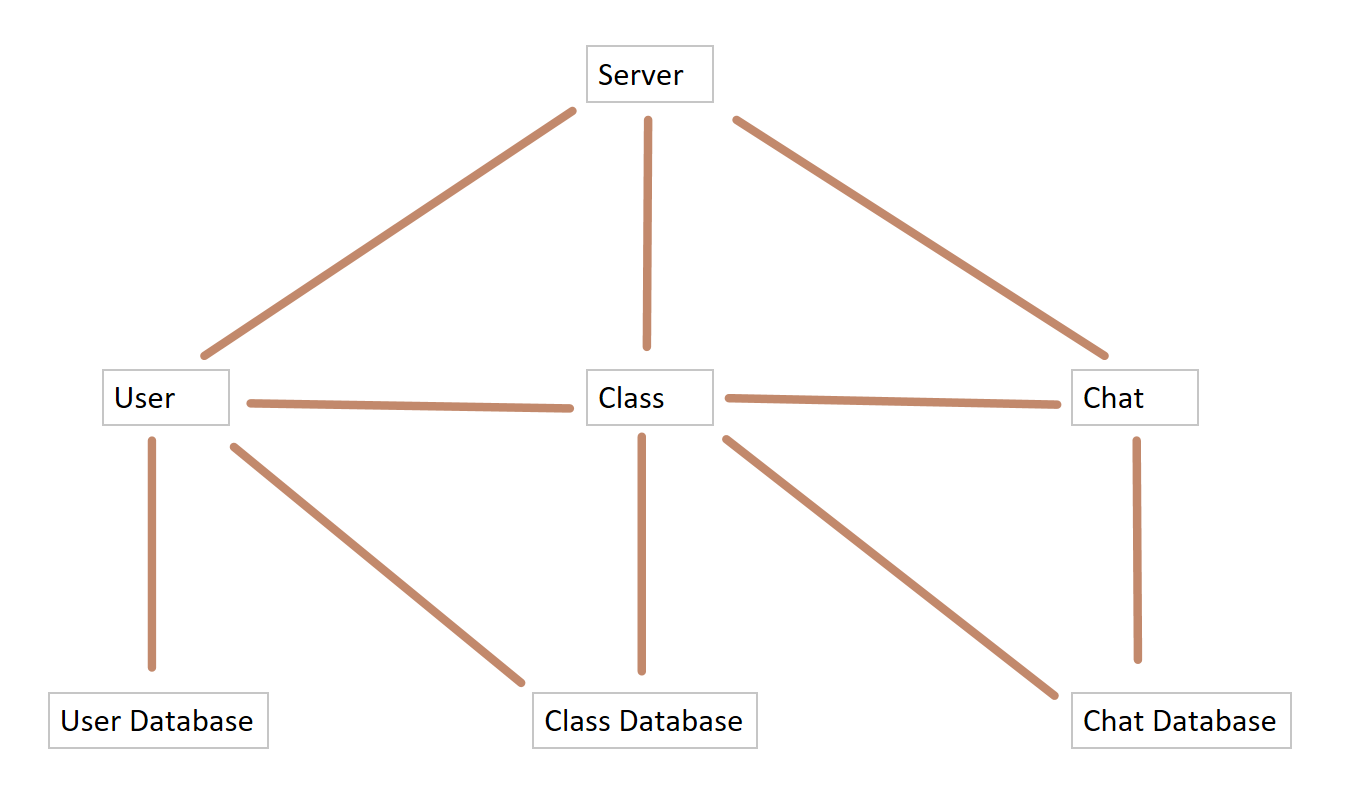 Server
User
Class
Chat
User Database
Class Database
Chat Database